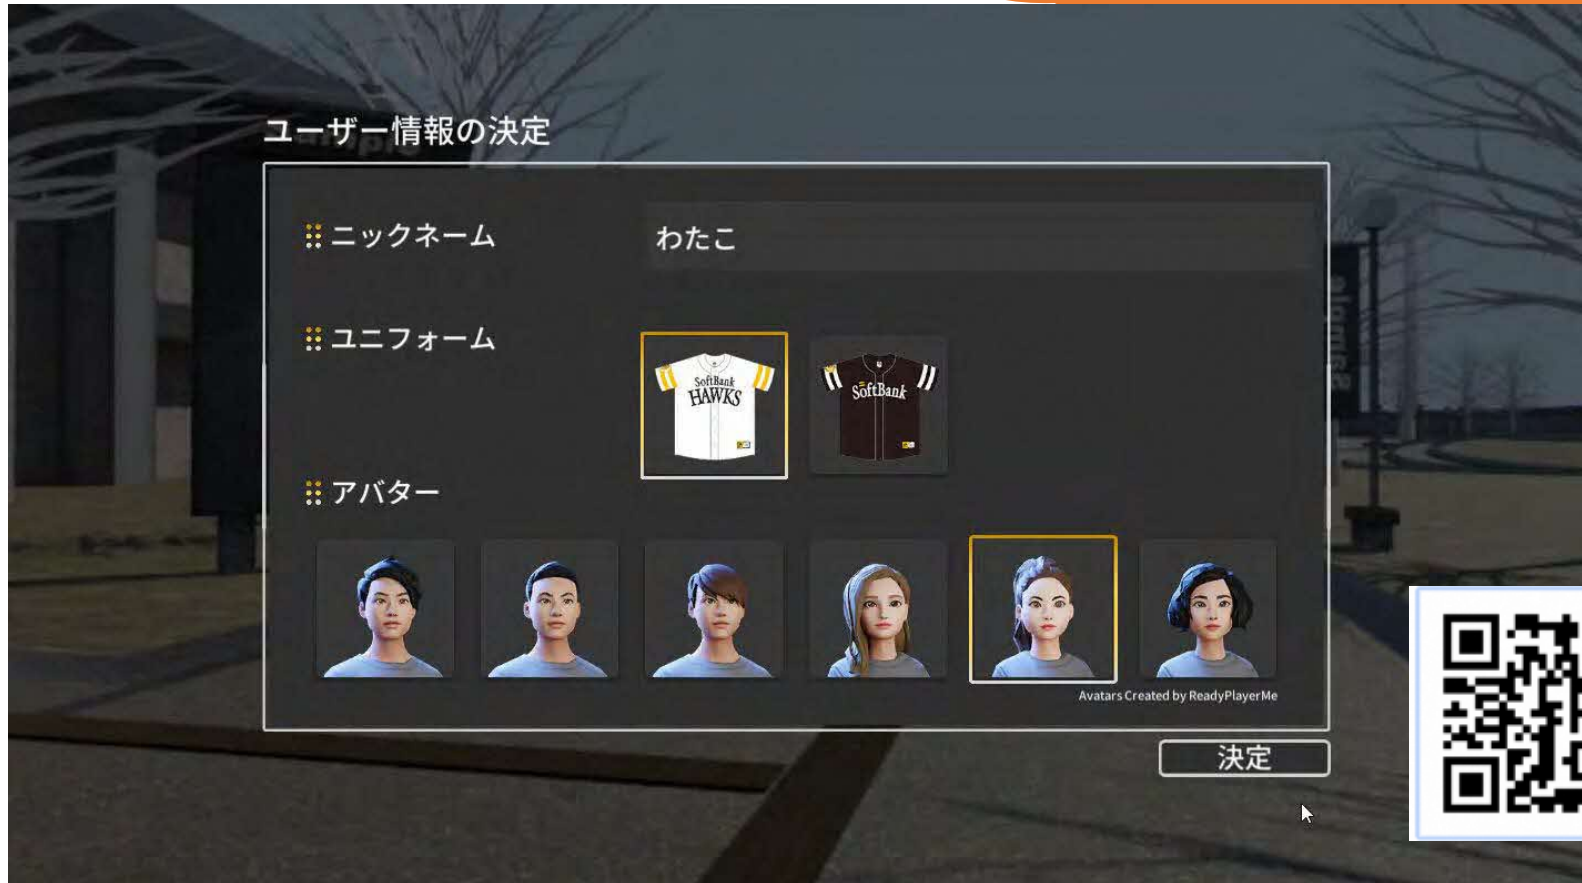 ユーザー情報の決定
ニックネーム
わたこ
ユニフォーム
SoftBank
HAWKS
SoftBank
アバター
Avatars Created by ReadyPlayerMe
決定